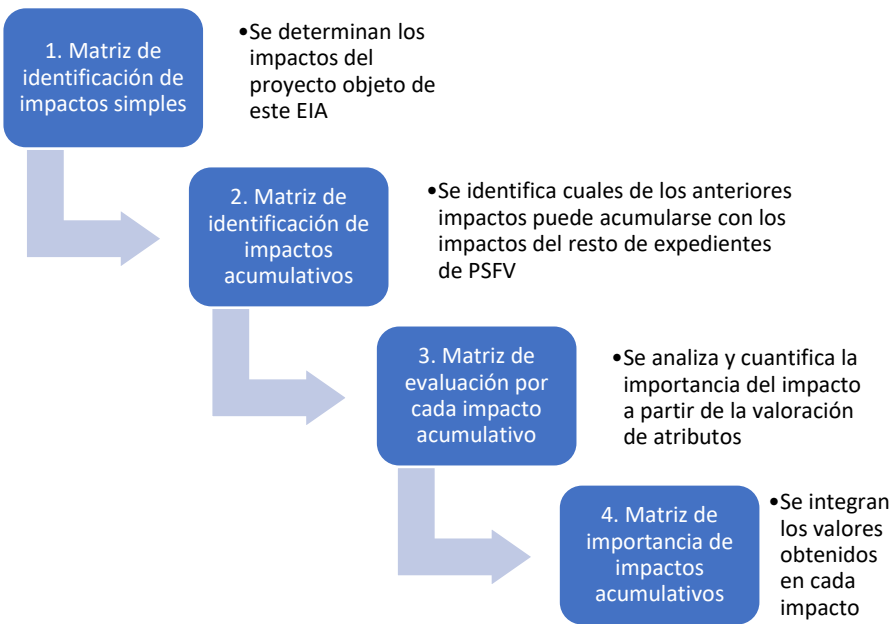 1. Matriz de
identificación de
impactos simples
•Se determinan los
impactos del
proyecto objeto de
este EIA
2. Matriz de
identificación de
impactos
acumulativos
•Se identifica cuales de los anteriores
impactos puede acumularse con los
impactos del resto de expedientes
de PSFV
3. Matriz de
evaluación por
cada impacto
acumulativo
•Se analiza y cuantifica la
importancia del impacto
a partir de la valoración
de atributos
4. Matriz de
importancia de
impactos
acumulativos
•Se integran
los valores
obtenidos
en cada
impacto